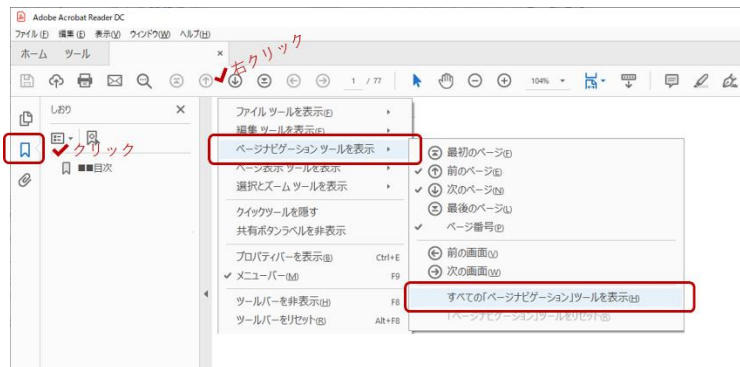 Adobe Acrobat Reader DC
ファイル(F) 編集(E) 表示(V) ウィンドウ(W) ヘルプ(H)
ホーム ツール ×
右クリック
1 / 77 104%
しおり ×
クリック
■■目次
ファイル ツールを表示(F)
編集 ツールを表示(E)
ページナビゲーション ツールを表示
ページ表示 ツールを表示
選択とズーム ツールを表示
クイックツールを隠す
共有ボタンラベルを非表示
プロパティバーを表示(B) Ctrl+E
メニューバー(M) F9
ツールバーを非表示(H) F8
ツールバーをリセット(R) Alt+F8
最初のページ(F)
前のページ(E)
次のページ(N)
最後のページ(L)
ページ番号(P)
前の画面(V)
次の画面(W)
すべての「ページナビゲーション」ツールを表示(H)
「ページナビゲーション」ツールをリセット(R)